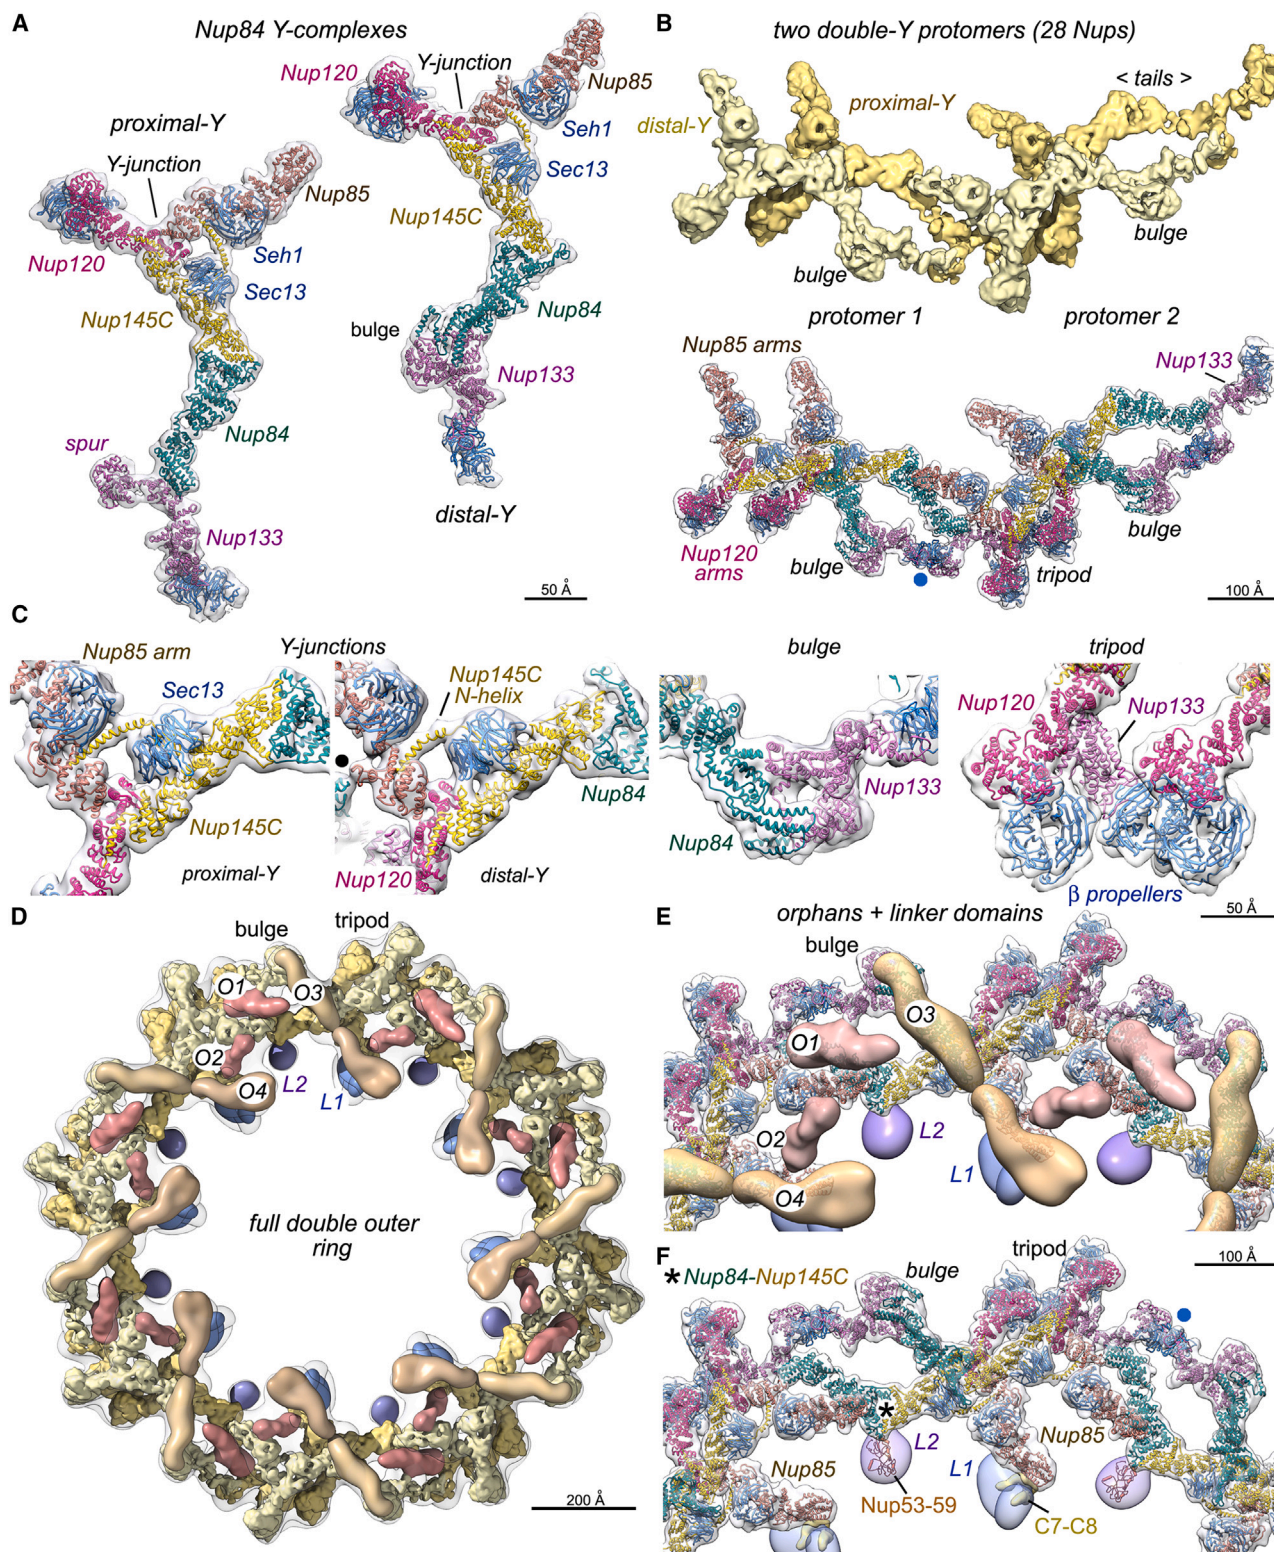 A
Nup84 Y-complexes
Nup120
Y-junction
Nup85
proximal-Y
Seh1
Y-junction
Sec13
Nup85
Nup145C
Nup120
Seh1
Sec13
Nup145C
Nup84
bulge
Nup133
Nup84
spur
distal-Y
Nup133
50 Å
B
two double-Y protomers (28 Nups)
< tails >
proximal-Y
distal-Y
bulge
bulge
protomer 1
protomer 2
Nup85 arms
Nup133
Nup120
arms
bulge
tripod
bulge
100 Å
C
Nup85 arm
Y-junctions
Sec13
Nup145C
N-helix
Nup145C
Nup84
proximal-Y
Nup120
distal-Y
bulge
tripod
Nup120
Nup133
Nup133
Nup84
β propellers
50 Å
D
bulge
tripod
O1
O3
O2
L2
O4
L1
full double outer
ring
200 Å
E
orphans + linker domains
bulge
O3
O1
O2
L2
L1
O4
100 Å
F
*Nup84-Nup145C
bulge
tripod
*
L2
Nup85
L1
Nup85
Nup53-59
C7-C8